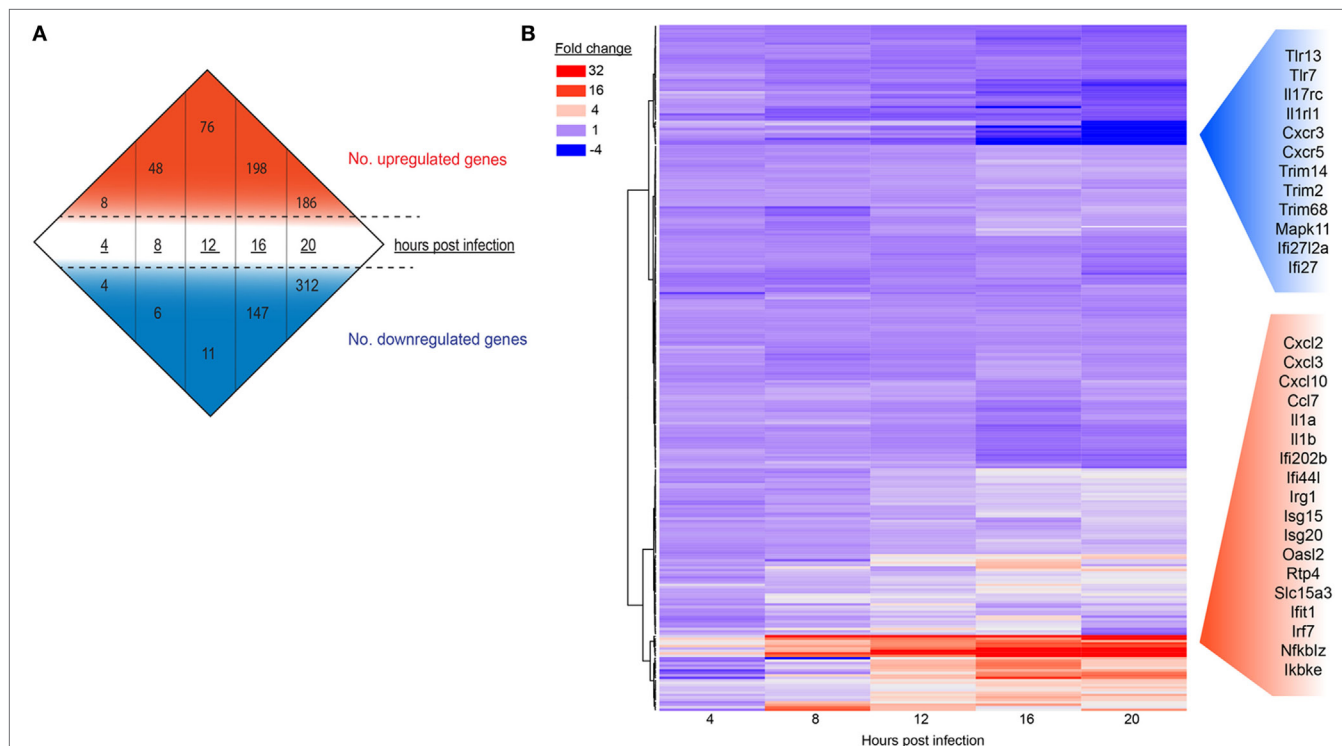 A
76
48
198
8
186
No. upregulated genes
4
8
12
16
20
hours post infection
4
312
6
147
11
No. downregulated genes
B
Fold change
32
16
4
1
-4
4
8
12
16
20
Hours post infection
Tlr13
Tlr7
Il17rc
Il1rl1
Cxcr3
Cxcr5
Trim14
Trim2
Trim68
Mapk11
Ifi27l2a
Ifi27
Cxcl2
Cxcl3
Cxcl10
Ccl7
Il1a
Il1b
Ifi202b
Ifi44l
Irg1
Isg15
Isg20
Oasl2
Rtp4
Slc15a3
Ifit1
Irf7
Nfkblz
Ikbke